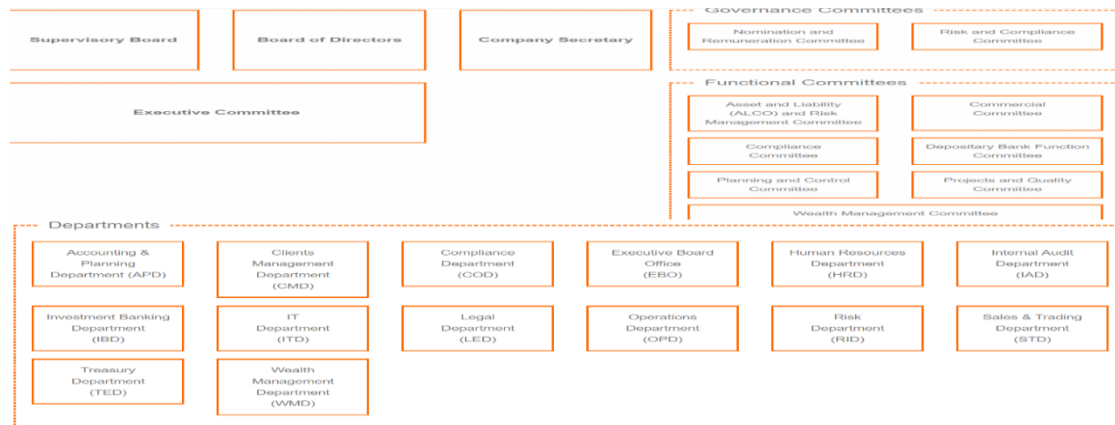 Governance Committees
Supervisory Board
Board of Directors
Company Secretary
Nomination and
Remuneration Committee
Risk and Compliance
Committee
Executive Committee
Functional Committees
Asset and Liability
(ALCO) and Risk
Management Committee
Commercial
Committee
Compliance
Committee
Depositary Bank Function
Committee
Planning and Control
Committee
Projects and Quality
Committee
Wealth Management Committee
Departments
Accounting &
Planning
Department (APD)
Clients
Management
Department
(CMD)
Compliance
Department
(COD)
Executive Board
Office
(EBO)
Human Resources
Department
(HRD)
Internal Audit
Department
(IAD)
Investment Banking
Department
(IBD)
IT
Department
(ITD)
Legal
Department
(LED)
Operations
Department
(OPD)
Risk
Department
(RID)
Sales & Trading
Department
(STD)
Treasury
Department
(TED)
Wealth
Management
Department
(WMD)